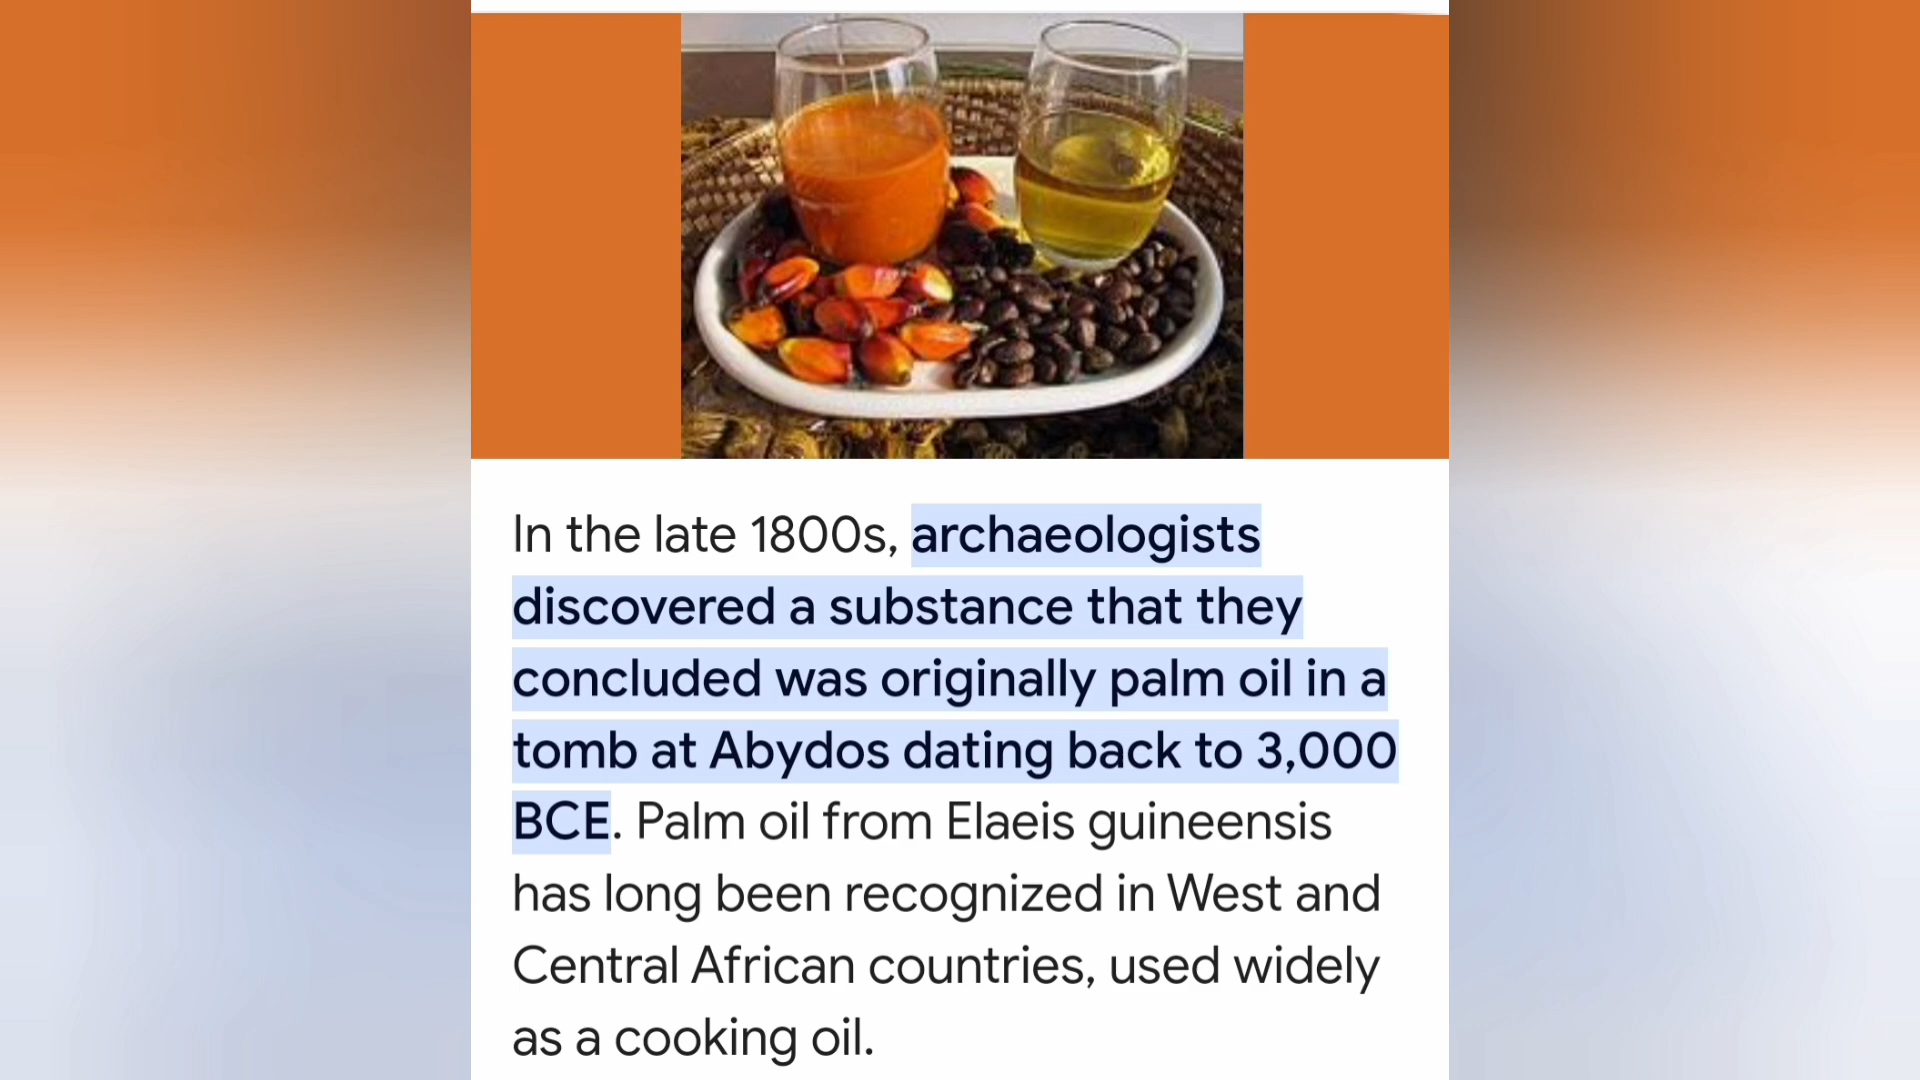 In the late 1800s, archaeologists
discovered a substance that they
concluded was originally palm oil in a
tomb at Abydos dating back to 3,000
BCE. Palm oil from Elaeis guineensis
has long been recognized in West and
Central African countries, used widely
as a cooking oil.